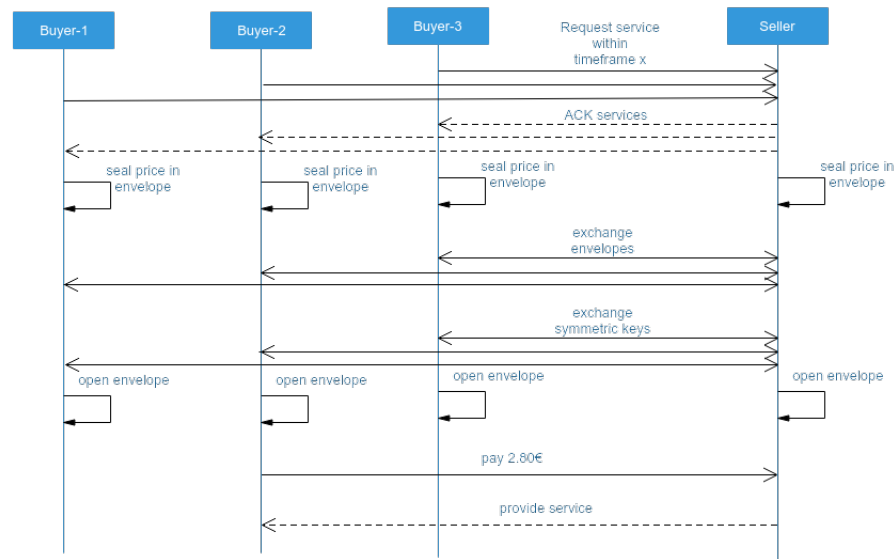 Buyer-1
Buyer-2
Buyer-3
Seller
Request service
within
timeframe x
ACK services
seal price in
envelope
seal price in
envelope
seal price in
envelope
seal price in
envelope
exchange
envelopes
exchange
symmetric keys
open envelope
open envelope
open envelope
open envelope
pay 2.80€
provide service